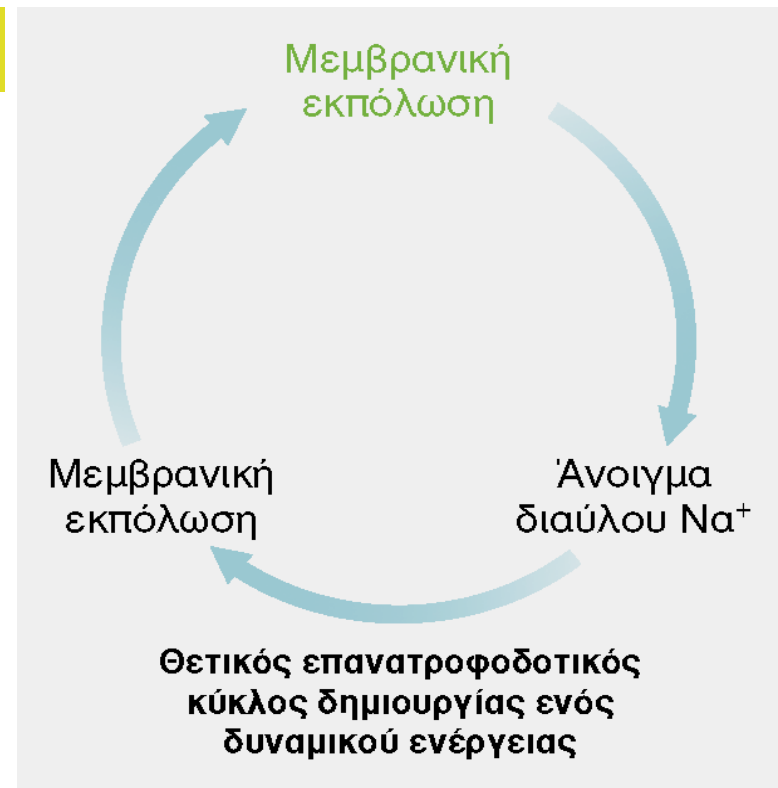 Μεμβρανική
εκπόλωση
Μεμβρανική
εκπόλωση
Άνοιγμα
διαύλου Να⁺
Θετικός επανατροφοδοτικός
κύκλος δημιουργίας ενός
δυναμικού ενέργειας